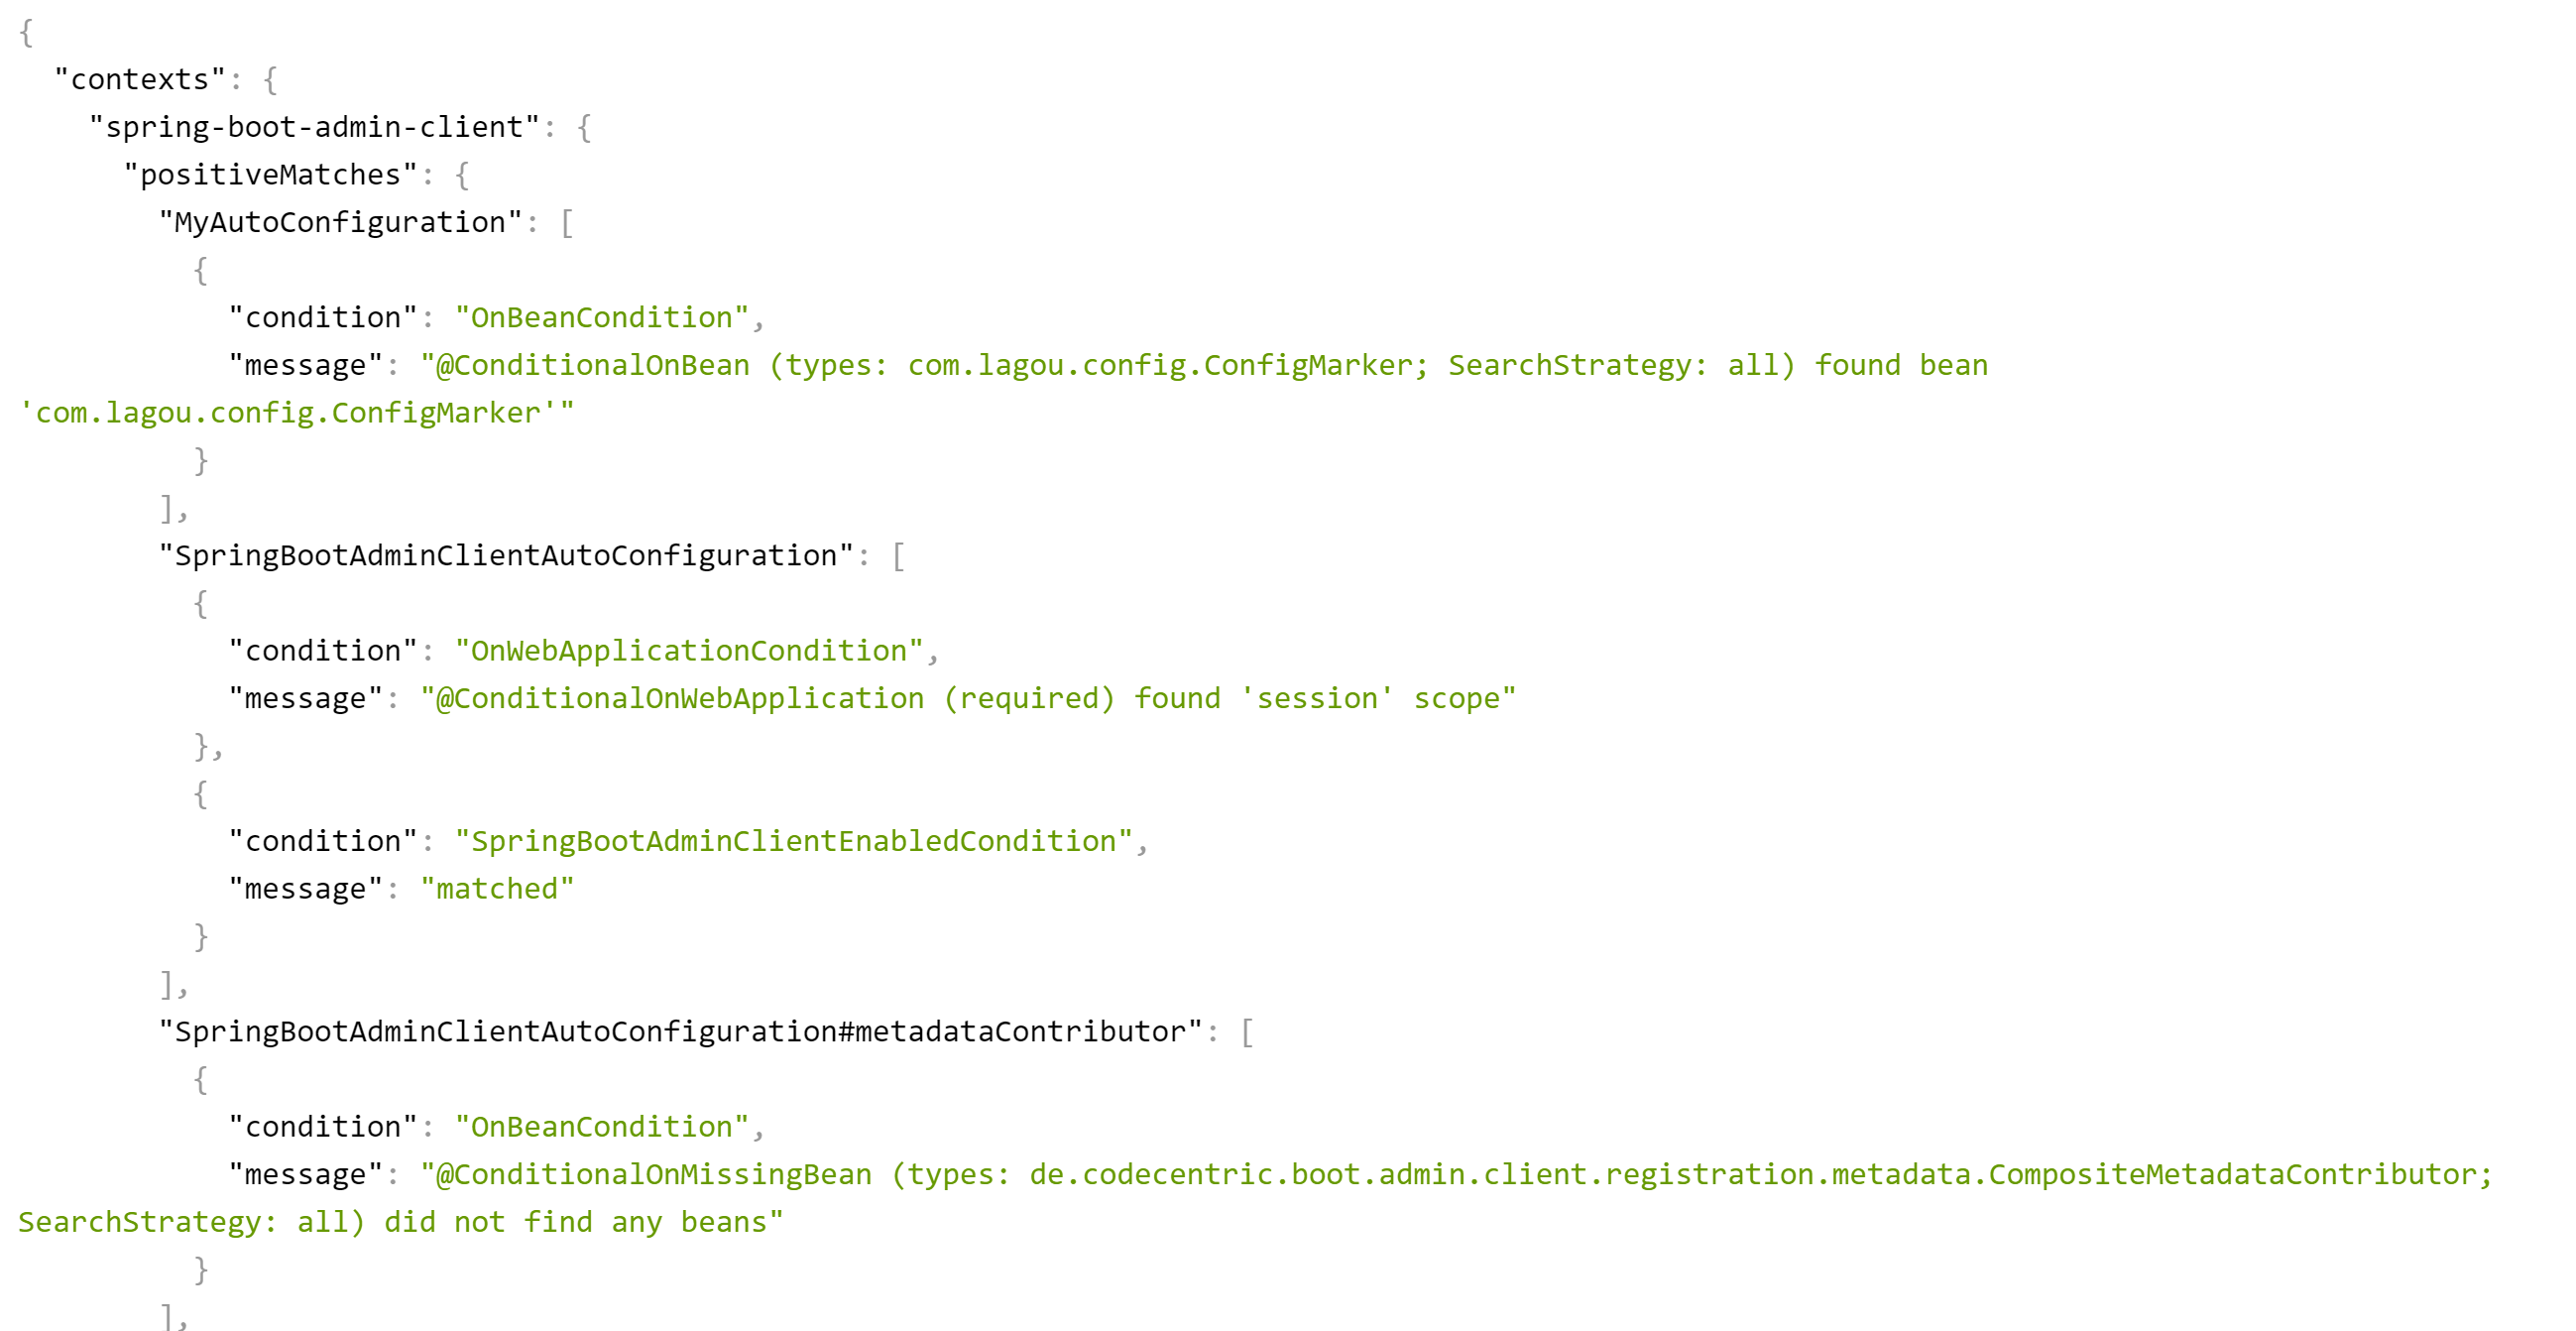 {
  "contexts": {
    "spring-boot-admin-client": {
      "positiveMatches": {
        "MyAutoConfiguration": [
          {
            "condition": "OnBeanCondition",
            "message": "@ConditionalOnBean (types: com.lagou.config.ConfigMarker; SearchStrategy: all) found bean
'com.lagou.config.ConfigMarker'"
          }
        ],
        "SpringBootAdminClientAutoConfiguration": [
          {
            "condition": "OnWebApplicationCondition",
            "message": "@ConditionalOnWebApplication (required) found 'session' scope"
          },
          {
            "condition": "SpringBootAdminClientEnabledCondition",
            "message": "matched"
          }
        ],
        "SpringBootAdminClientAutoConfiguration#metadataContributor": [
          {
            "condition": "OnBeanCondition",
            "message": "@ConditionalOnMissingBean (types: de.codecentric.boot.admin.client.registration.metadata.CompositeMetadataContributor;
SearchStrategy: all) did not find any beans"
          }
        ],